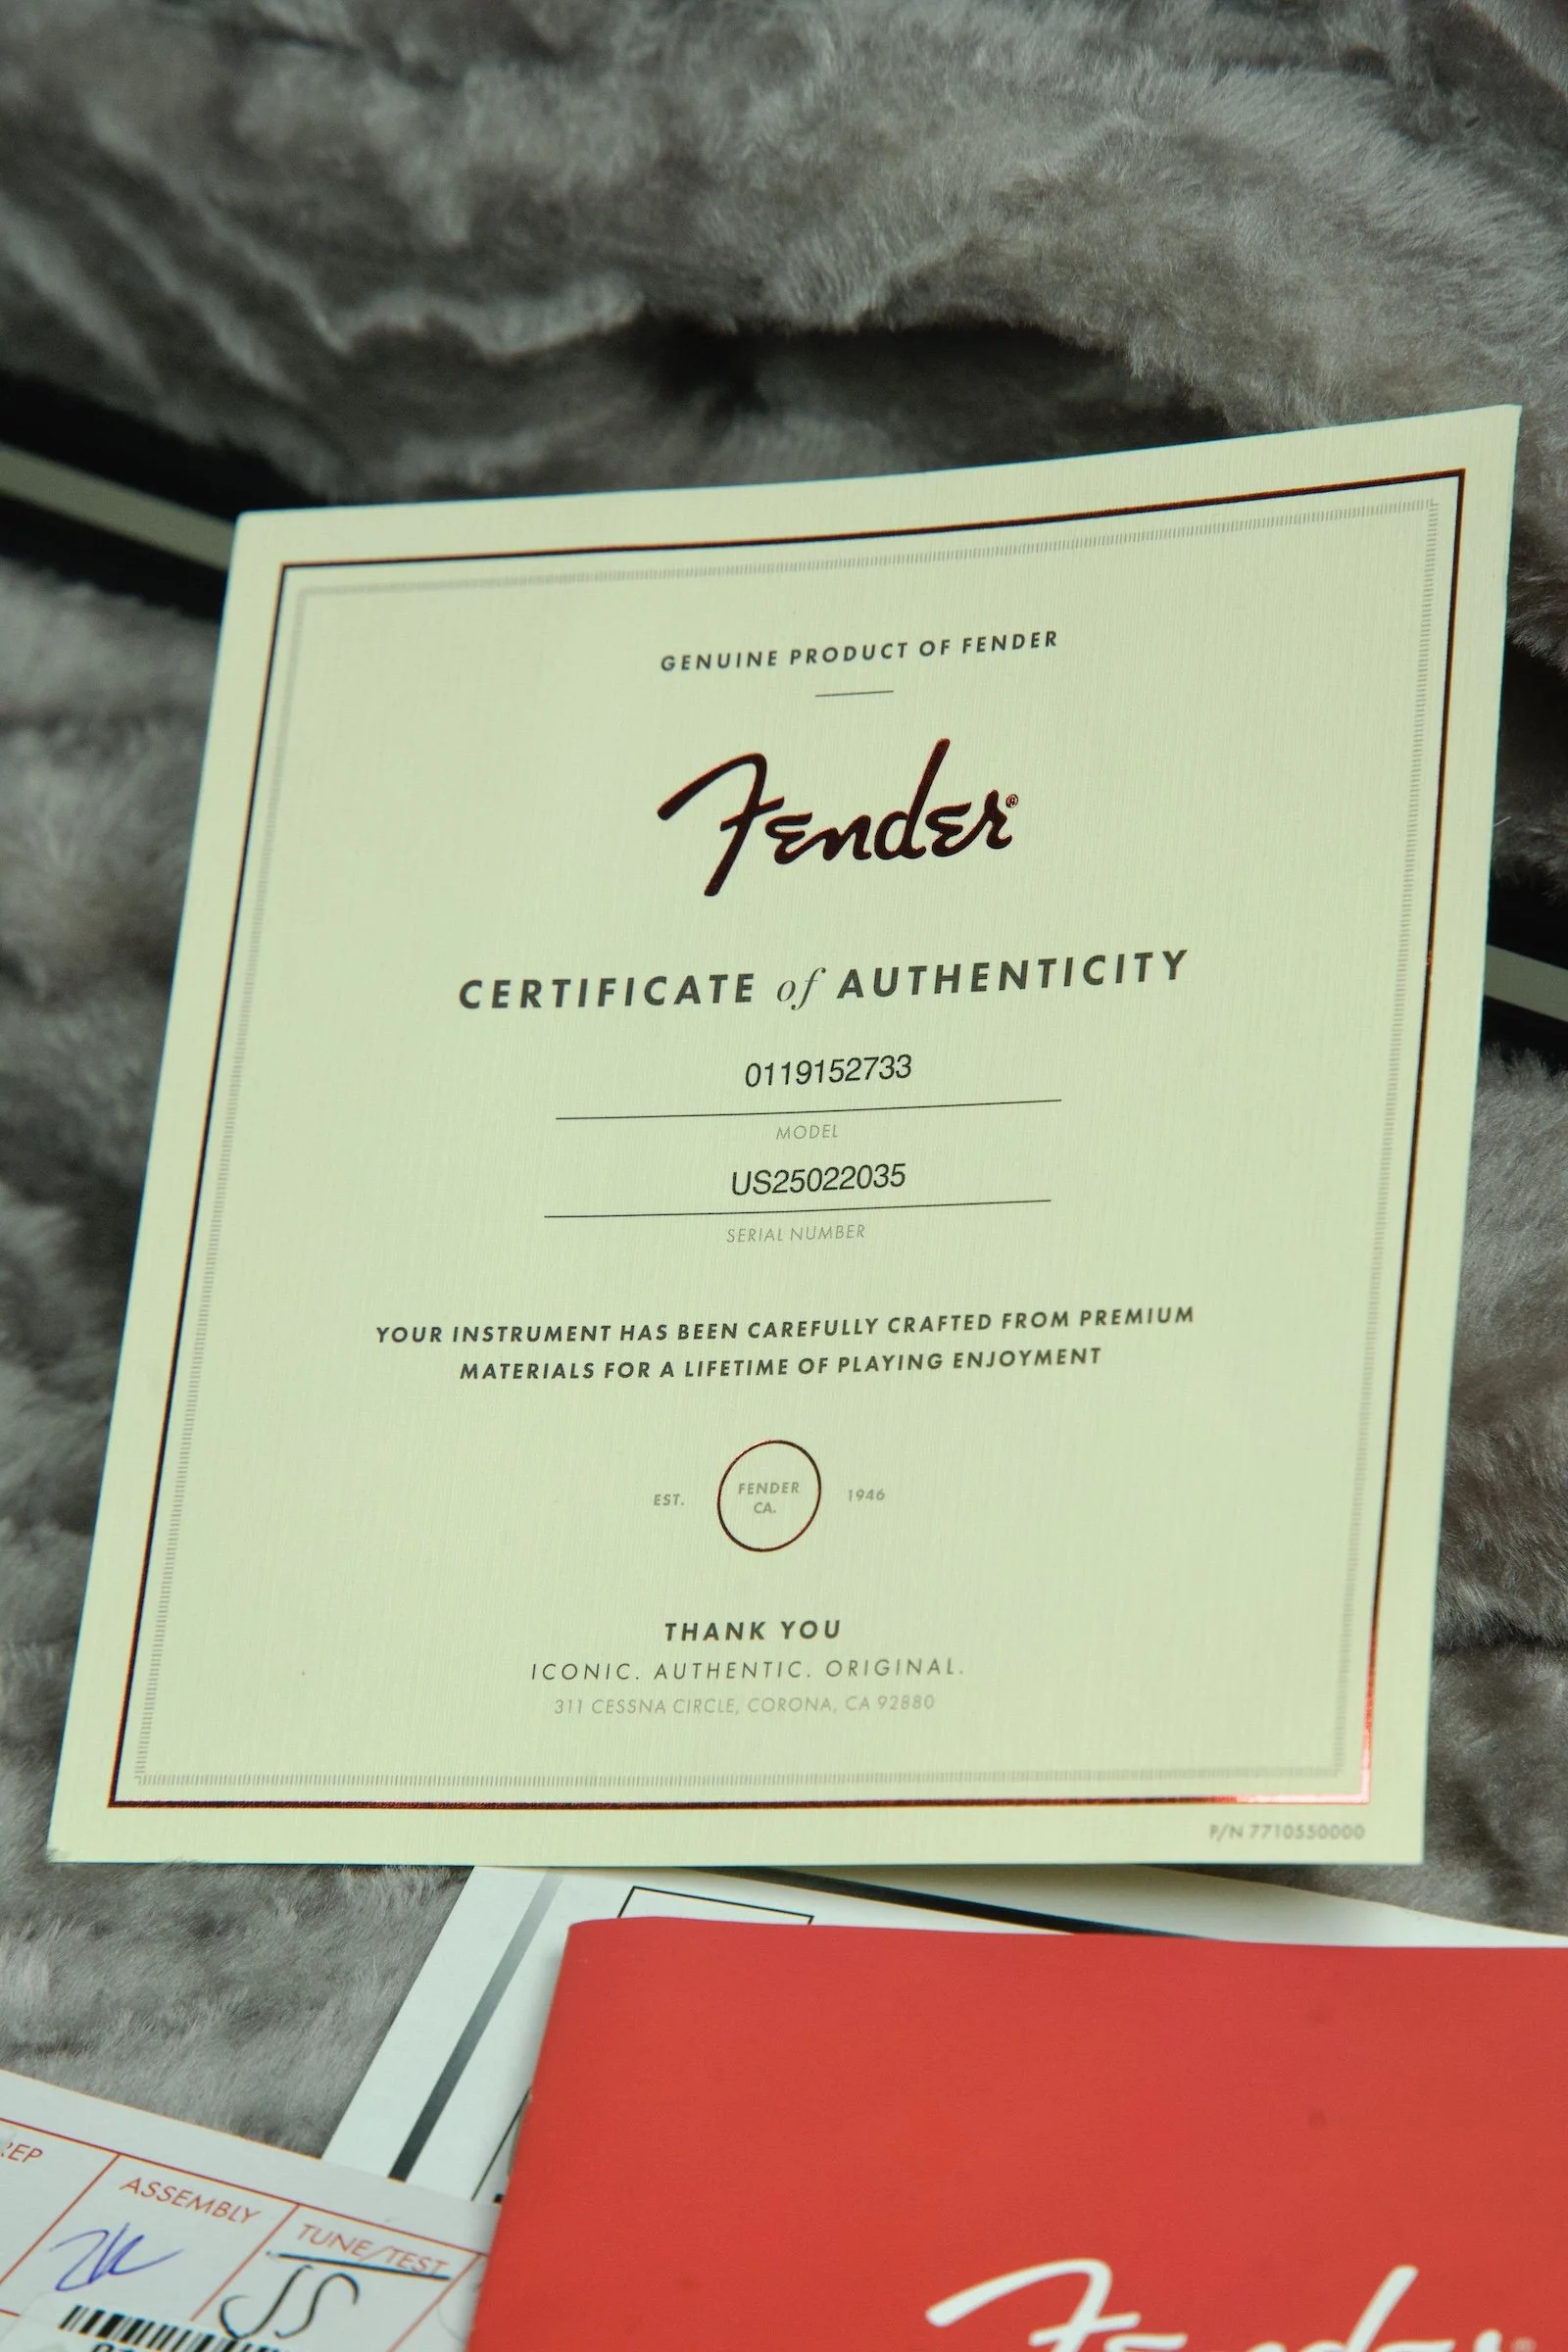 GENUINE PRODUCT OF FENDER
Fender®
CERTIFICATE of AUTHENTICITY
0119152733
MODEL
US25022035
SERIAL NUMBER
YOUR INSTRUMENT HAS BEEN CAREFULLY CRAFTED FROM PREMIUM
MATERIALS FOR A LIFETIME OF PLAYING ENJOYMENT
EST. FENDER 1946
CA.
THANK YOU
ICONIC. AUTHENTIC. ORIGINAL.
311 CESSNA CIRCLE, CORONA, CA 92880
P/N 7710550000
ASSEMBLY
TUNE/TEST
JS
Fender